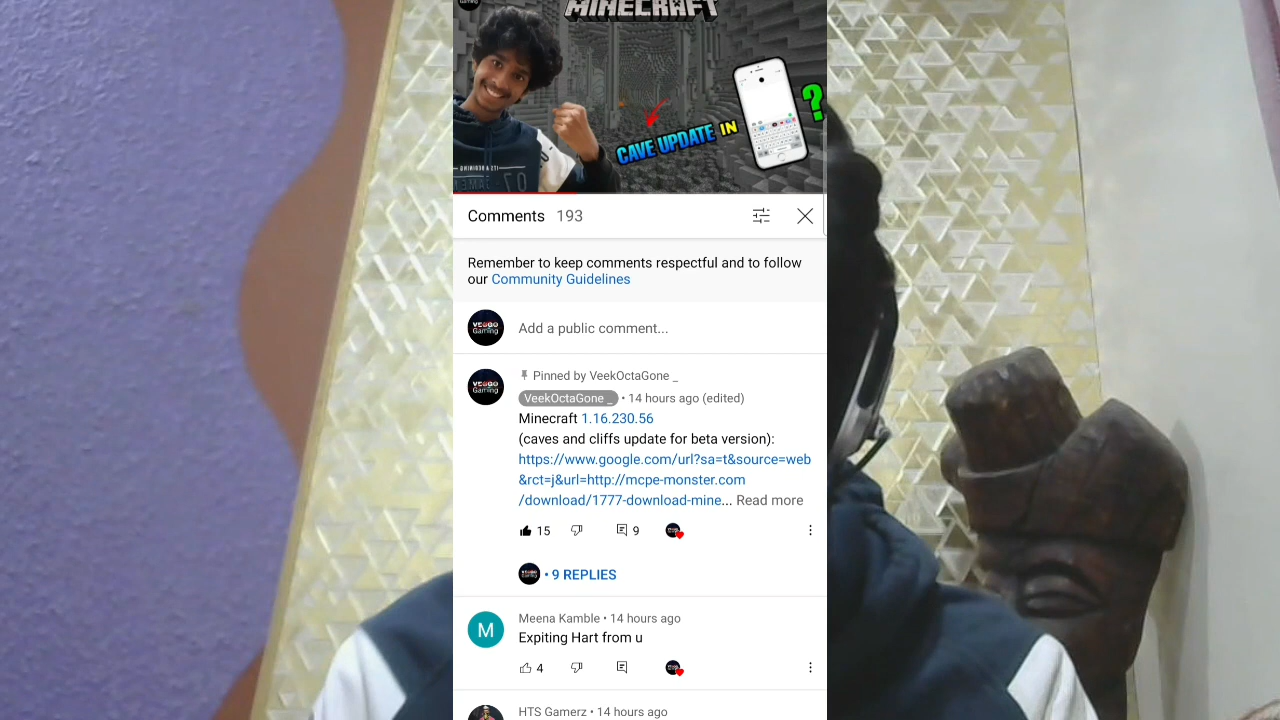 Gaming
MINECRAFT
CAVE UPDATE IN
?
Comments 193
Remember to keep comments respectful and to follow
our Community Guidelines
VEOGO
Gaming
Add a public comment...
Pinned by VeekOctaGone _
VeekOctaGone _ • 14 hours ago (edited)
Minecraft 1.16.230.56
(caves and cliffs update for beta version):
https://www.google.com/url?sa=t&source=web
&rct=j&url=http://mcpe-monster.com
/download/1777-download-mine... Read more
15 9
• 9 REPLIES
M
Meena Kamble • 14 hours ago
Expiting Hart from u
4
HTS Gamerz • 14 hours ago